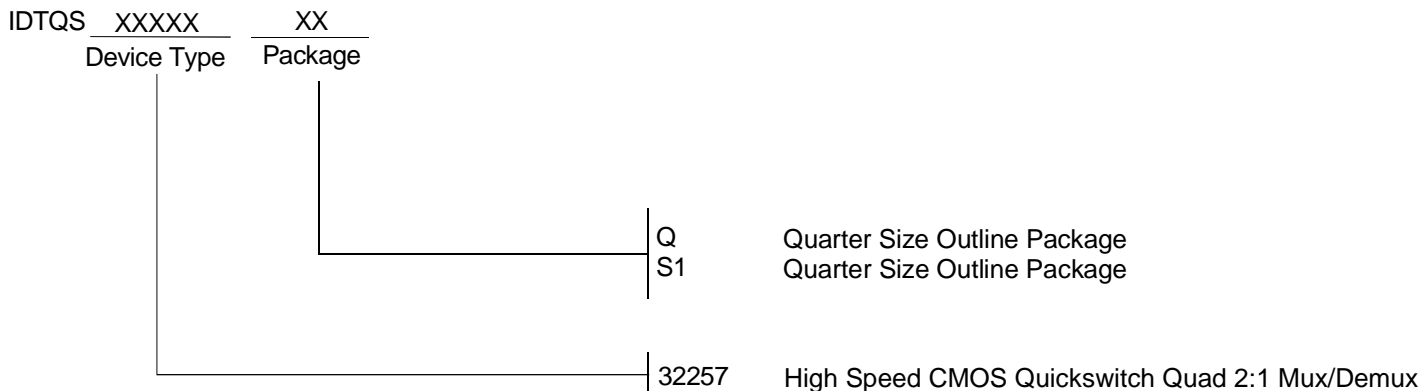 IDTQS XXXXX XX
Device Type Package
Q Quarter Size Outline Package
S1 Quarter Size Outline Package
32257 High Speed CMOS Quickswitch Quad 2:1 Mux/Demux